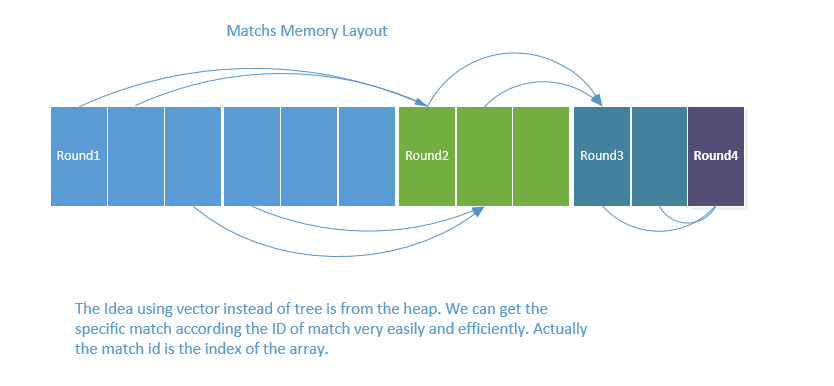 Matchs Memory Layout
Round1 Round2 Round3 Round4
The Idea using vector instead of tree is from the heap. We can get the
specific match according the ID of match very easily and efficiently. Actually
the match id is the index of the array.